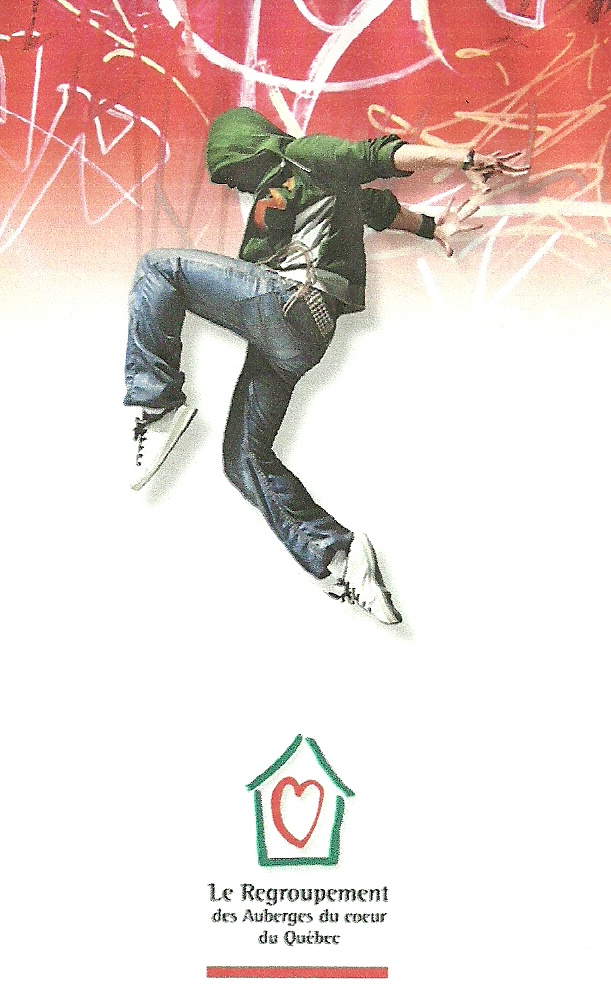 Le Regroupement
des Auberges du coeur
du Québec